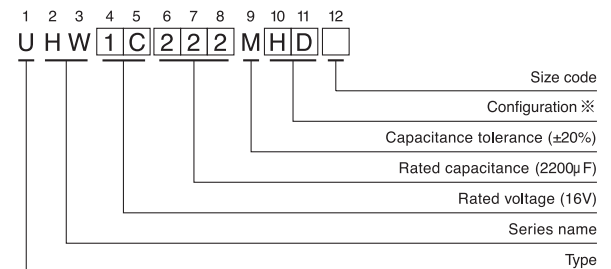 1 2 3 4 5 6 7 8 9 10 11 12
U H W 1 C 2 2 2 M H D
Size code
Configuration ※
Capacitance tolerance (±20%)
Rated capacitance (2200µF)
Rated voltage (16V)
Series name
Type